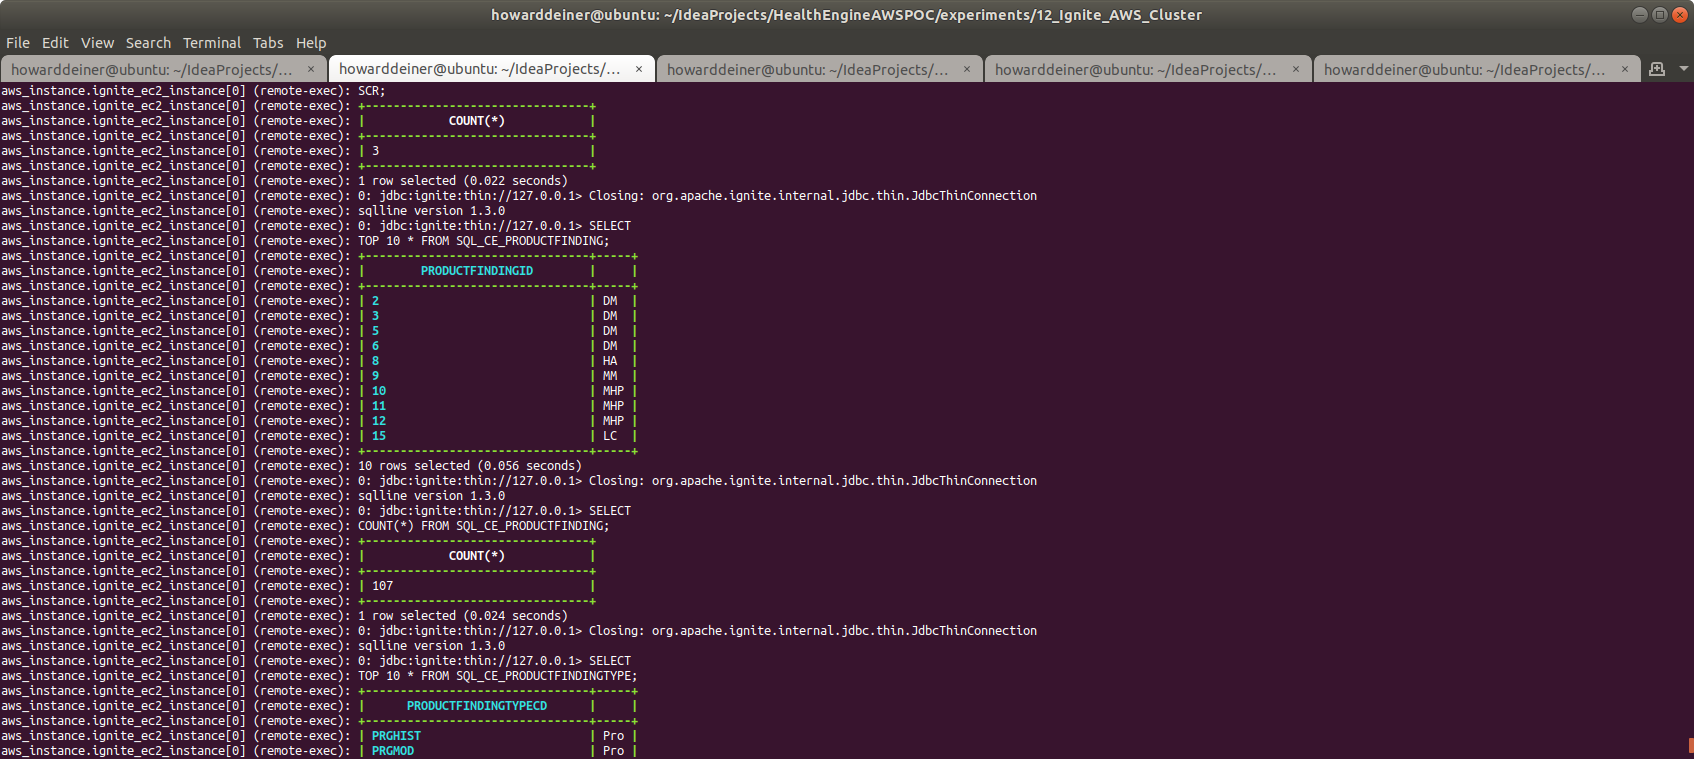 howarddeiner@ubuntu: ~/IdeaProjects/HealthEngineAWSPOC/experiments/12_Ignite_AWS_Cluster
File Edit View Search Terminal Tabs Help
howarddeiner@ubuntu: ~/IdeaProjects/... × howarddeiner@ubuntu: ~/IdeaProjects/... × howarddeiner@ubuntu: ~/IdeaProjects/... × howarddeiner@ubuntu: ~/IdeaProjects/... × howarddeiner@ubuntu: ~/IdeaProjects/... ×
aws_instance.ignite_ec2_instance[0] (remote-exec): SCR;
aws_instance.ignite_ec2_instance[0] (remote-exec): +--------------------------------+
aws_instance.ignite_ec2_instance[0] (remote-exec): |            COUNT(*)            |
aws_instance.ignite_ec2_instance[0] (remote-exec): +--------------------------------+
aws_instance.ignite_ec2_instance[0] (remote-exec): | 3                              |
aws_instance.ignite_ec2_instance[0] (remote-exec): +--------------------------------+
aws_instance.ignite_ec2_instance[0] (remote-exec): 1 row selected (0.022 seconds)
aws_instance.ignite_ec2_instance[0] (remote-exec): 0: jdbc:ignite:thin://127.0.0.1> Closing: org.apache.ignite.internal.jdbc.thin.JdbcThinConnection
aws_instance.ignite_ec2_instance[0] (remote-exec): sqlline version 1.3.0
aws_instance.ignite_ec2_instance[0] (remote-exec): 0: jdbc:ignite:thin://127.0.0.1> SELECT
aws_instance.ignite_ec2_instance[0] (remote-exec): TOP 10 * FROM SQL_CE_PRODUCTFINDING;
aws_instance.ignite_ec2_instance[0] (remote-exec): +--------------------------------+-----+
aws_instance.ignite_ec2_instance[0] (remote-exec): |        PRODUCTFINDINGID        |     |
aws_instance.ignite_ec2_instance[0] (remote-exec): +--------------------------------+-----+
aws_instance.ignite_ec2_instance[0] (remote-exec): | 2                              | DM  |
aws_instance.ignite_ec2_instance[0] (remote-exec): | 3                              | DM  |
aws_instance.ignite_ec2_instance[0] (remote-exec): | 5                              | DM  |
aws_instance.ignite_ec2_instance[0] (remote-exec): | 6                              | DM  |
aws_instance.ignite_ec2_instance[0] (remote-exec): | 8                              | HA  |
aws_instance.ignite_ec2_instance[0] (remote-exec): | 9                              | MM  |
aws_instance.ignite_ec2_instance[0] (remote-exec): | 10                             | MHP |
aws_instance.ignite_ec2_instance[0] (remote-exec): | 11                             | MHP |
aws_instance.ignite_ec2_instance[0] (remote-exec): | 12                             | MHP |
aws_instance.ignite_ec2_instance[0] (remote-exec): | 15                             | LC  |
aws_instance.ignite_ec2_instance[0] (remote-exec): +--------------------------------+-----+
aws_instance.ignite_ec2_instance[0] (remote-exec): 10 rows selected (0.056 seconds)
aws_instance.ignite_ec2_instance[0] (remote-exec): 0: jdbc:ignite:thin://127.0.0.1> Closing: org.apache.ignite.internal.jdbc.thin.JdbcThinConnection
aws_instance.ignite_ec2_instance[0] (remote-exec): sqlline version 1.3.0
aws_instance.ignite_ec2_instance[0] (remote-exec): 0: jdbc:ignite:thin://127.0.0.1> SELECT
aws_instance.ignite_ec2_instance[0] (remote-exec): COUNT(*) FROM SQL_CE_PRODUCTFINDING;
aws_instance.ignite_ec2_instance[0] (remote-exec): +--------------------------------+
aws_instance.ignite_ec2_instance[0] (remote-exec): |            COUNT(*)            |
aws_instance.ignite_ec2_instance[0] (remote-exec): +--------------------------------+
aws_instance.ignite_ec2_instance[0] (remote-exec): | 107                            |
aws_instance.ignite_ec2_instance[0] (remote-exec): +--------------------------------+
aws_instance.ignite_ec2_instance[0] (remote-exec): 1 row selected (0.024 seconds)
aws_instance.ignite_ec2_instance[0] (remote-exec): 0: jdbc:ignite:thin://127.0.0.1> Closing: org.apache.ignite.internal.jdbc.thin.JdbcThinConnection
aws_instance.ignite_ec2_instance[0] (remote-exec): sqlline version 1.3.0
aws_instance.ignite_ec2_instance[0] (remote-exec): 0: jdbc:ignite:thin://127.0.0.1> SELECT
aws_instance.ignite_ec2_instance[0] (remote-exec): TOP 10 * FROM SQL_CE_PRODUCTFINDINGTYPE;
aws_instance.ignite_ec2_instance[0] (remote-exec): +--------------------------------+-----+
aws_instance.ignite_ec2_instance[0] (remote-exec): |      PRODUCTFINDINGTYPECD      |     |
aws_instance.ignite_ec2_instance[0] (remote-exec): +--------------------------------+-----+
aws_instance.ignite_ec2_instance[0] (remote-exec): | PRGHIST                        | Pro |
aws_instance.ignite_ec2_instance[0] (remote-exec): | PRGMOD                         | Pro |